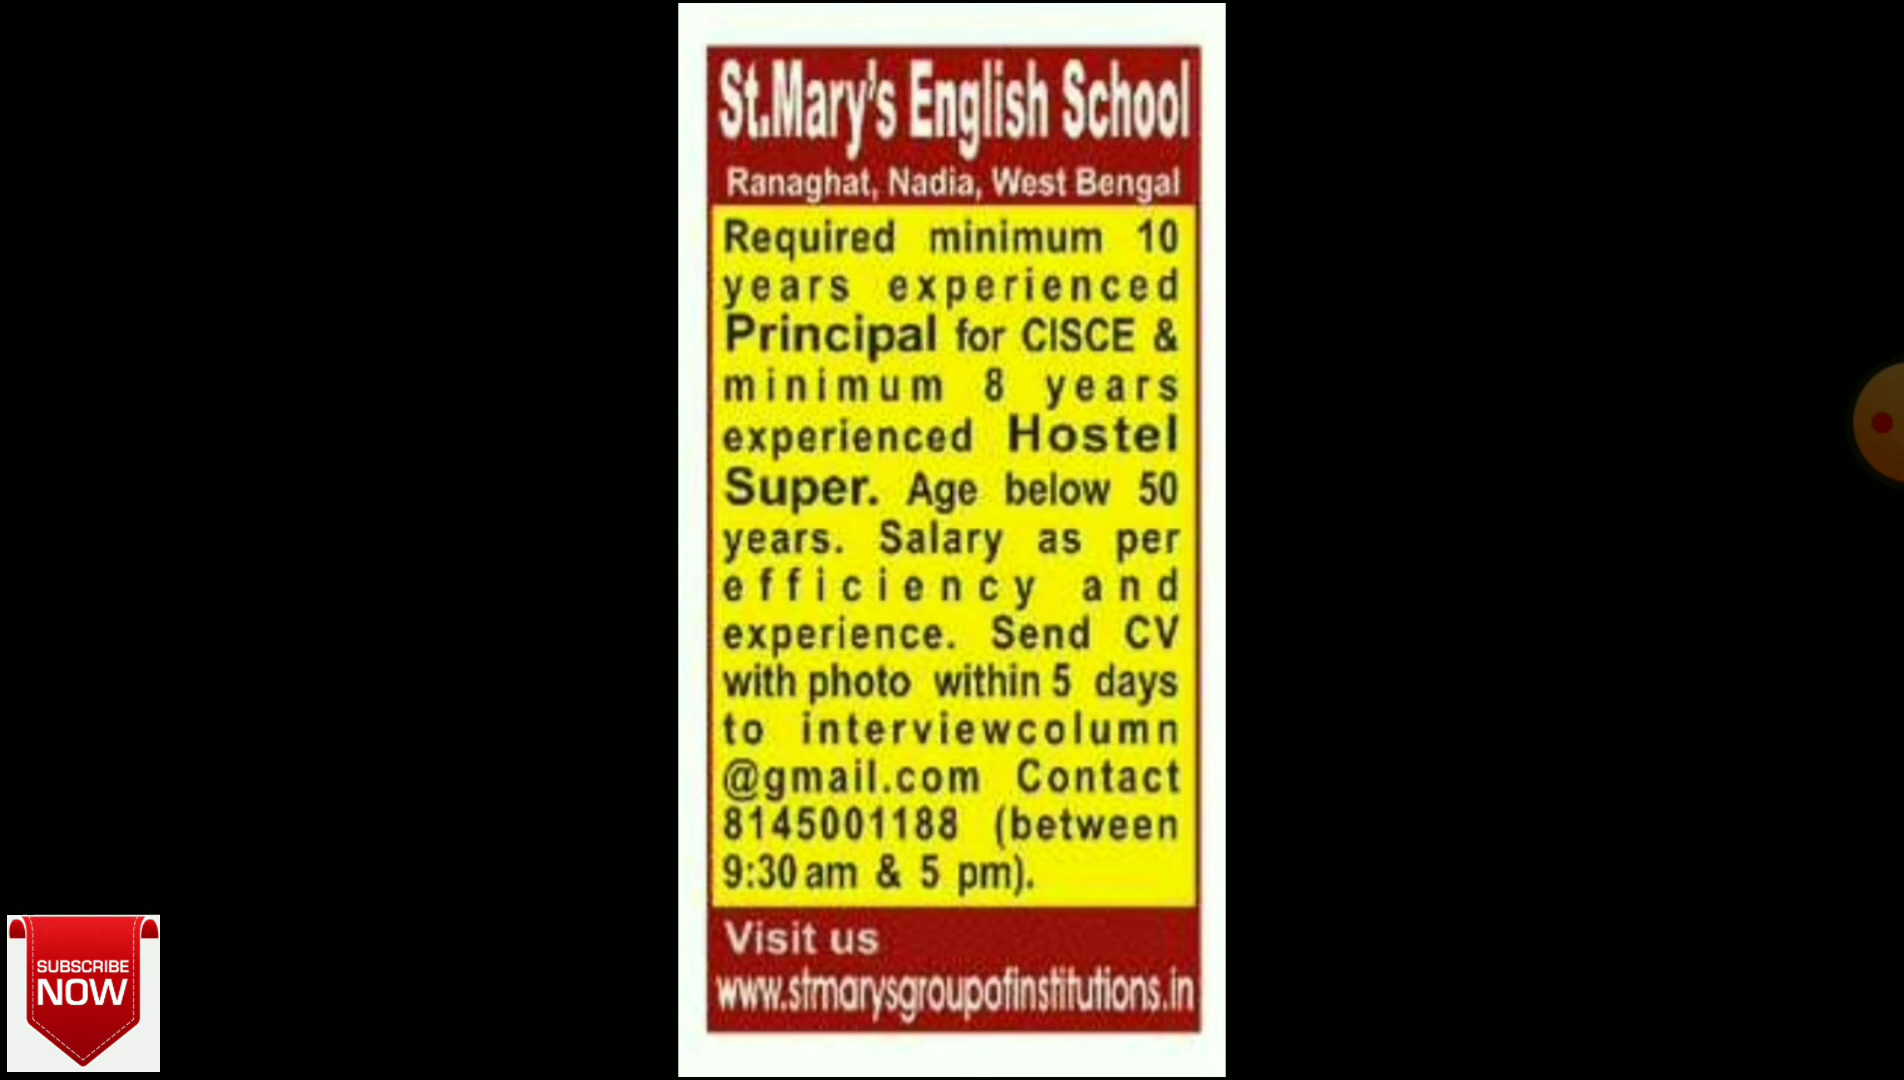 St.Mary's English School
Ranaghat, Nadia, West Bengal
Required minimum 10
years experienced
Principal for CISCE &
minimum 8 years
experienced Hostel
Super. Age below 50
years. Salary as per
efficiency and
experience. Send CV
with photo within 5 days
to interviewcolumn
@gmail.com Contact
8145001188 (between
9:30 am & 5 pm).
Visit us
www.stmarysgroupofinstitutions.in
SUBSCRIBE
NOW